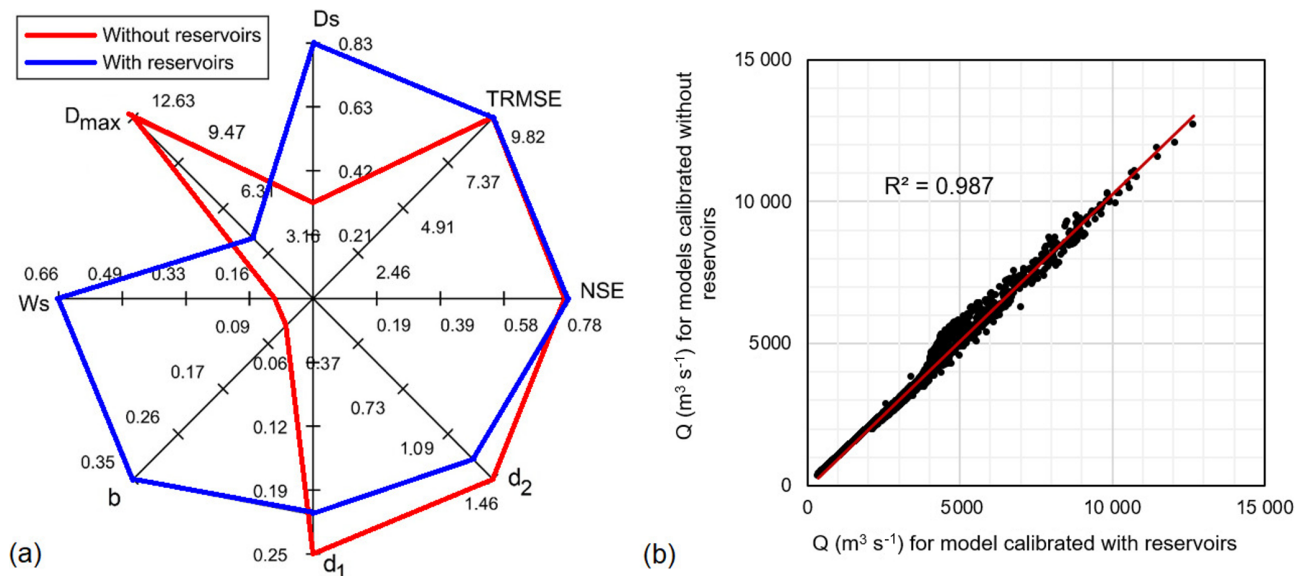 Without reservoirs
With reservoirs
Ds
0.83
0.63
0.42
0.21
TRMSE
9.82
7.37
4.91
2.46
NSE
0.19
0.39
0.58
0.78
Dmax
12.63
9.47
6.31
3.16
Ws
0.66
0.49
0.33
0.16
0.09
0.17
0.26
0.35
b
0.06
0.12
0.19
0.25
d1
0.37
0.73
1.09
1.46
d2
(a)
15 000
10 000
5000
0
Q (m³ s⁻¹) for models calibrated without
reservoirs
R² = 0.987
0
5000
10 000
15 000
Q (m³ s⁻¹) for model calibrated with reservoirs
(b)